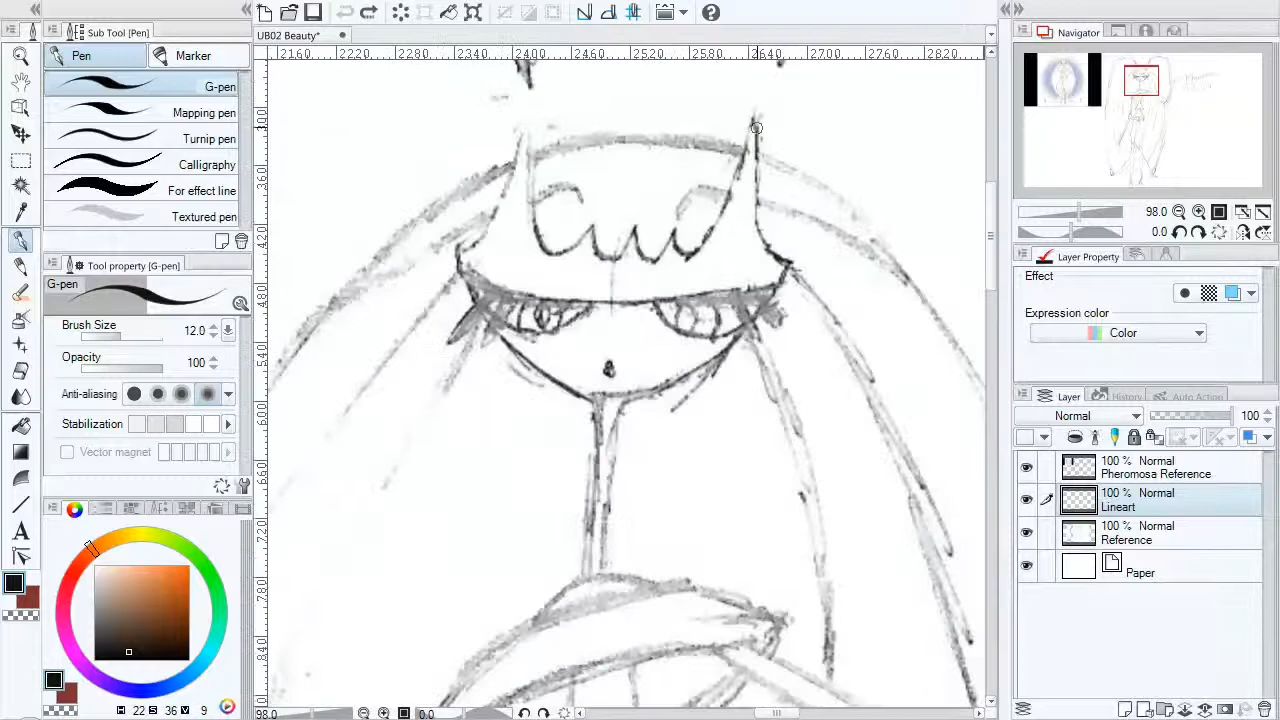 Sub Tool [Pen]
Pen
Marker
G-pen
Mapping pen
Turnip pen
Calligraphy
For effect line
Textured pen
Tool property [G-pen]
G-pen
Brush Size
12.0
Opacity
100
Anti-aliasing
Stabilization
Vector magnet
H 22 S 36 V 9
UB02 Beauty*
2160 2220 2280 2340 2400 2460 2520 2580 2640 2700 2760 2820
300
360
420
480
540
600
660
720
780
840
98.0
0.0
Navigator
98.0
0.0
Layer Property
Effect
Expression color
Color
Layer
History
Auto Action
Normal
100
100 % Normal
Pheromosa Reference
100 % Normal
Lineart
100 % Normal
Reference
Paper